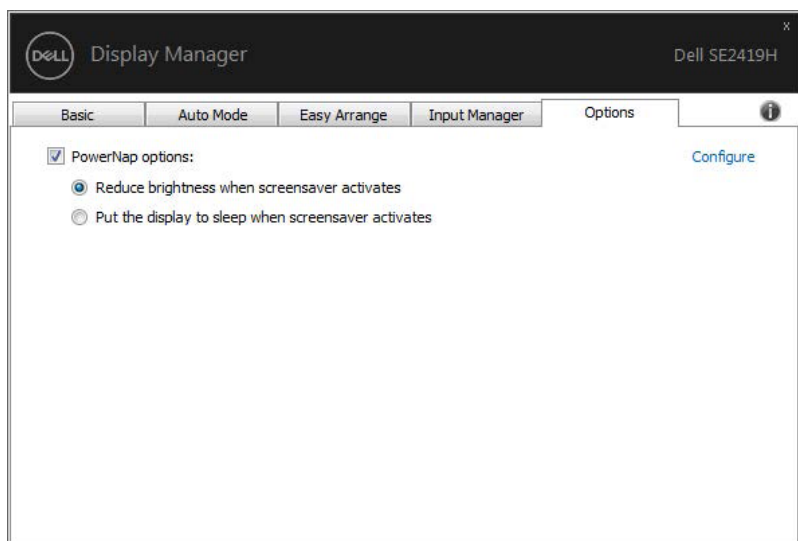 x
DELL Display Manager Dell SE2419H
Basic Auto Mode Easy Arrange Input Manager Options i
PowerNap options: Configure
Reduce brightness when screensaver activates
Put the display to sleep when screensaver activates